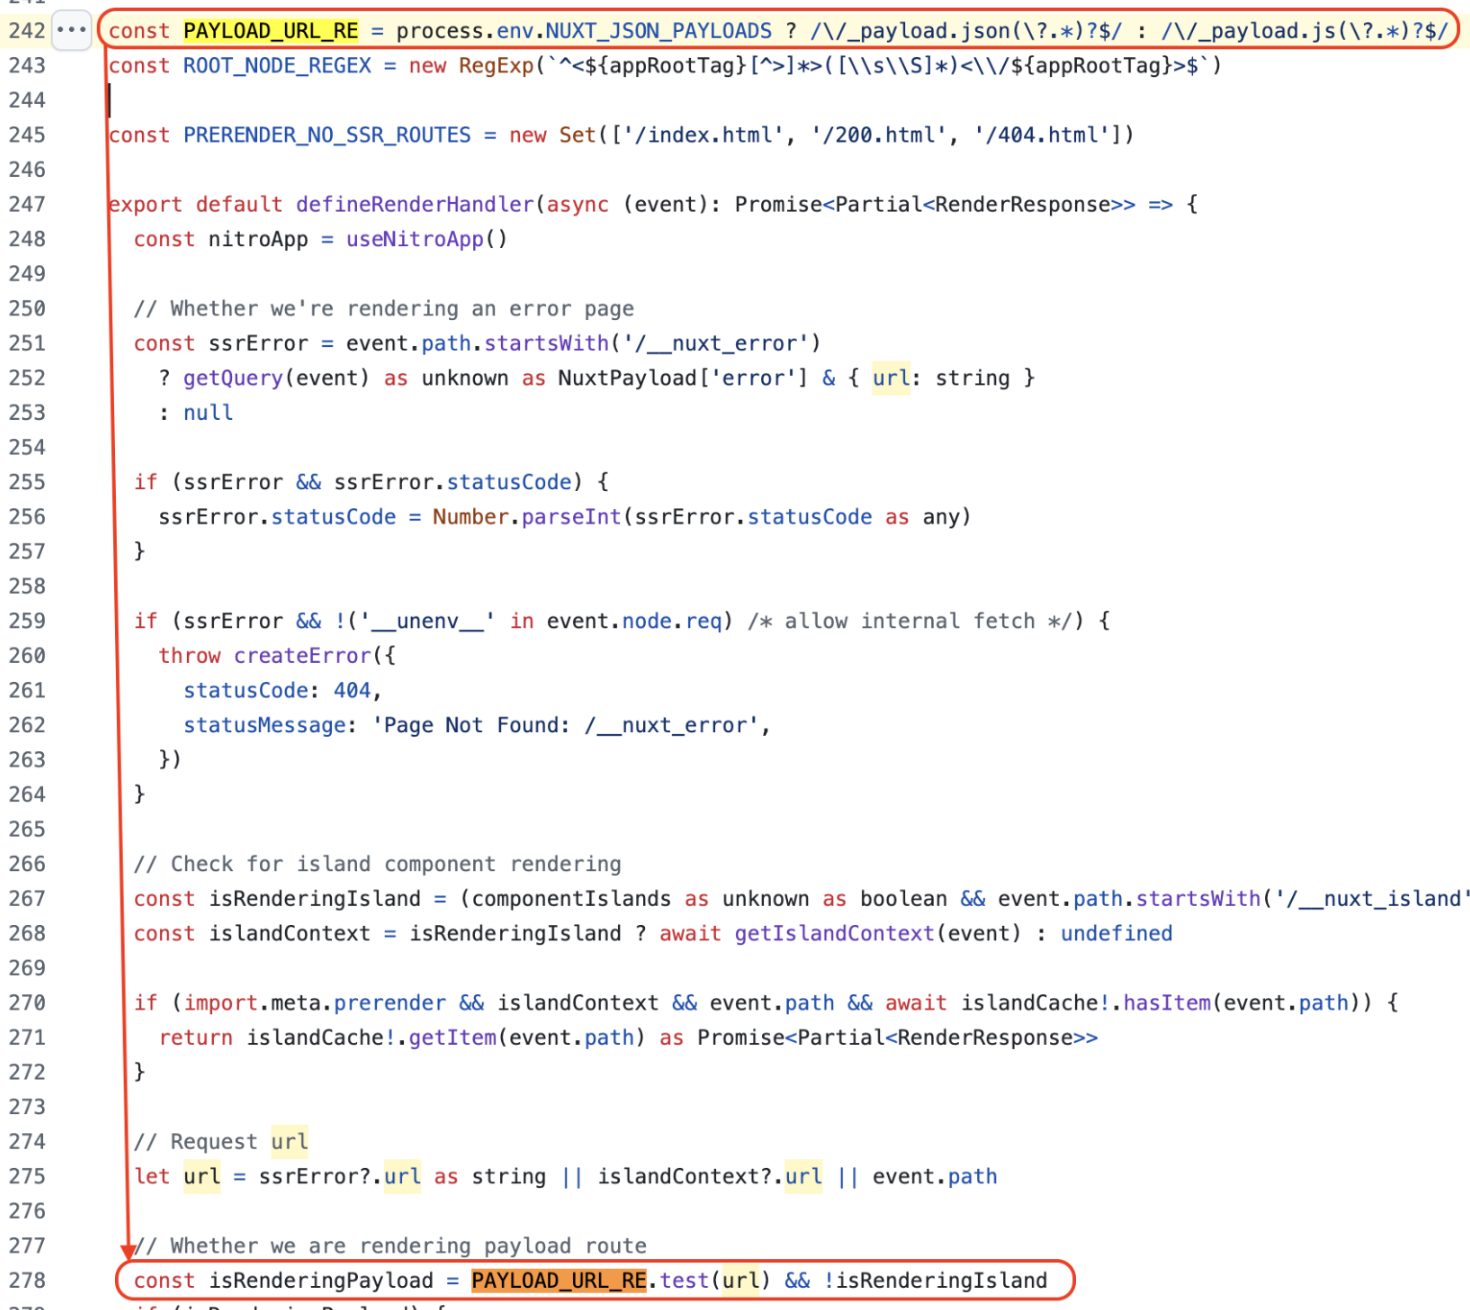 242 ··· const PAYLOAD_URL_RE = process.env.NUXT_JSON_PAYLOADS ? /\/_payload.json(\?.*)?$/ : /\/_payload.js(\?.*)?$/
243 const ROOT_NODE_REGEX = new RegExp(`^<${appRootTag}[^>]*>([\\s\\S]*)<\\/${appRootTag}>$`)
244
245 const PRERENDER_NO_SSR_ROUTES = new Set(['/index.html', '/200.html', '/404.html'])
246
247 export default defineRenderHandler(async (event): Promise<Partial<RenderResponse>> => {
248 const nitroApp = useNitroApp()
249
250 // Whether we're rendering an error page
251 const ssrError = event.path.startsWith('/__nuxt_error')
252 ? getQuery(event) as unknown as NuxtPayload['error'] & { url: string }
253 : null
254
255 if (ssrError && ssrError.statusCode) {
256 ssrError.statusCode = Number.parseInt(ssrError.statusCode as any)
257 }
258
259 if (ssrError && !('__unenv__' in event.node.req) /* allow internal fetch */) {
260 throw createError({
261 statusCode: 404,
262 statusMessage: 'Page Not Found: /__nuxt_error',
263 })
264 }
265
266 // Check for island component rendering
267 const isRenderingIsland = (componentIslands as unknown as boolean && event.path.startsWith('/__nuxt_island'
268 const islandContext = isRenderingIsland ? await getIslandContext(event) : undefined
269
270 if (import.meta.prerender && islandContext && event.path && await islandCache!.hasItem(event.path)) {
271 return islandCache!.getItem(event.path) as Promise<Partial<RenderResponse>>
272 }
273
274 // Request url
275 let url = ssrError?.url as string || islandContext?.url || event.path
276
277 // Whether we are rendering payload route
278 const isRenderingPayload = PAYLOAD_URL_RE.test(url) && !isRenderingIsland